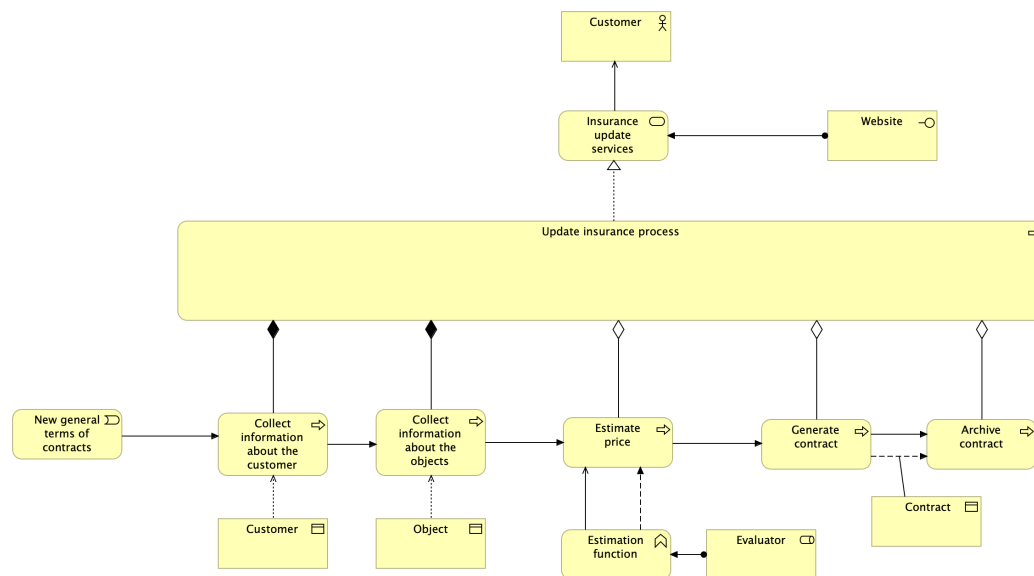 Customer
Insurance
update
services
Website
Update insurance process
New general
terms of
contracts
Collect
information
about the
customer
Collect
information
about the
objects
Estimate
price
Generate
contract
Archive
contract
Customer
Object
Contract
Estimation
function
Evaluator